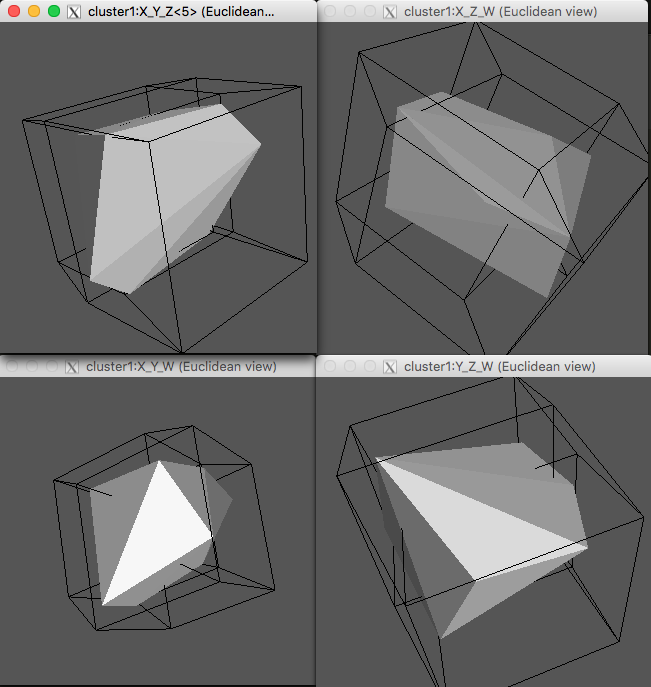 cluster1:X_Y_Z<5> (Euclidean...
cluster1:X_Z_W (Euclidean view)
cluster1:X_Y_W (Euclidean view)
cluster1:Y_Z_W (Euclidean view)